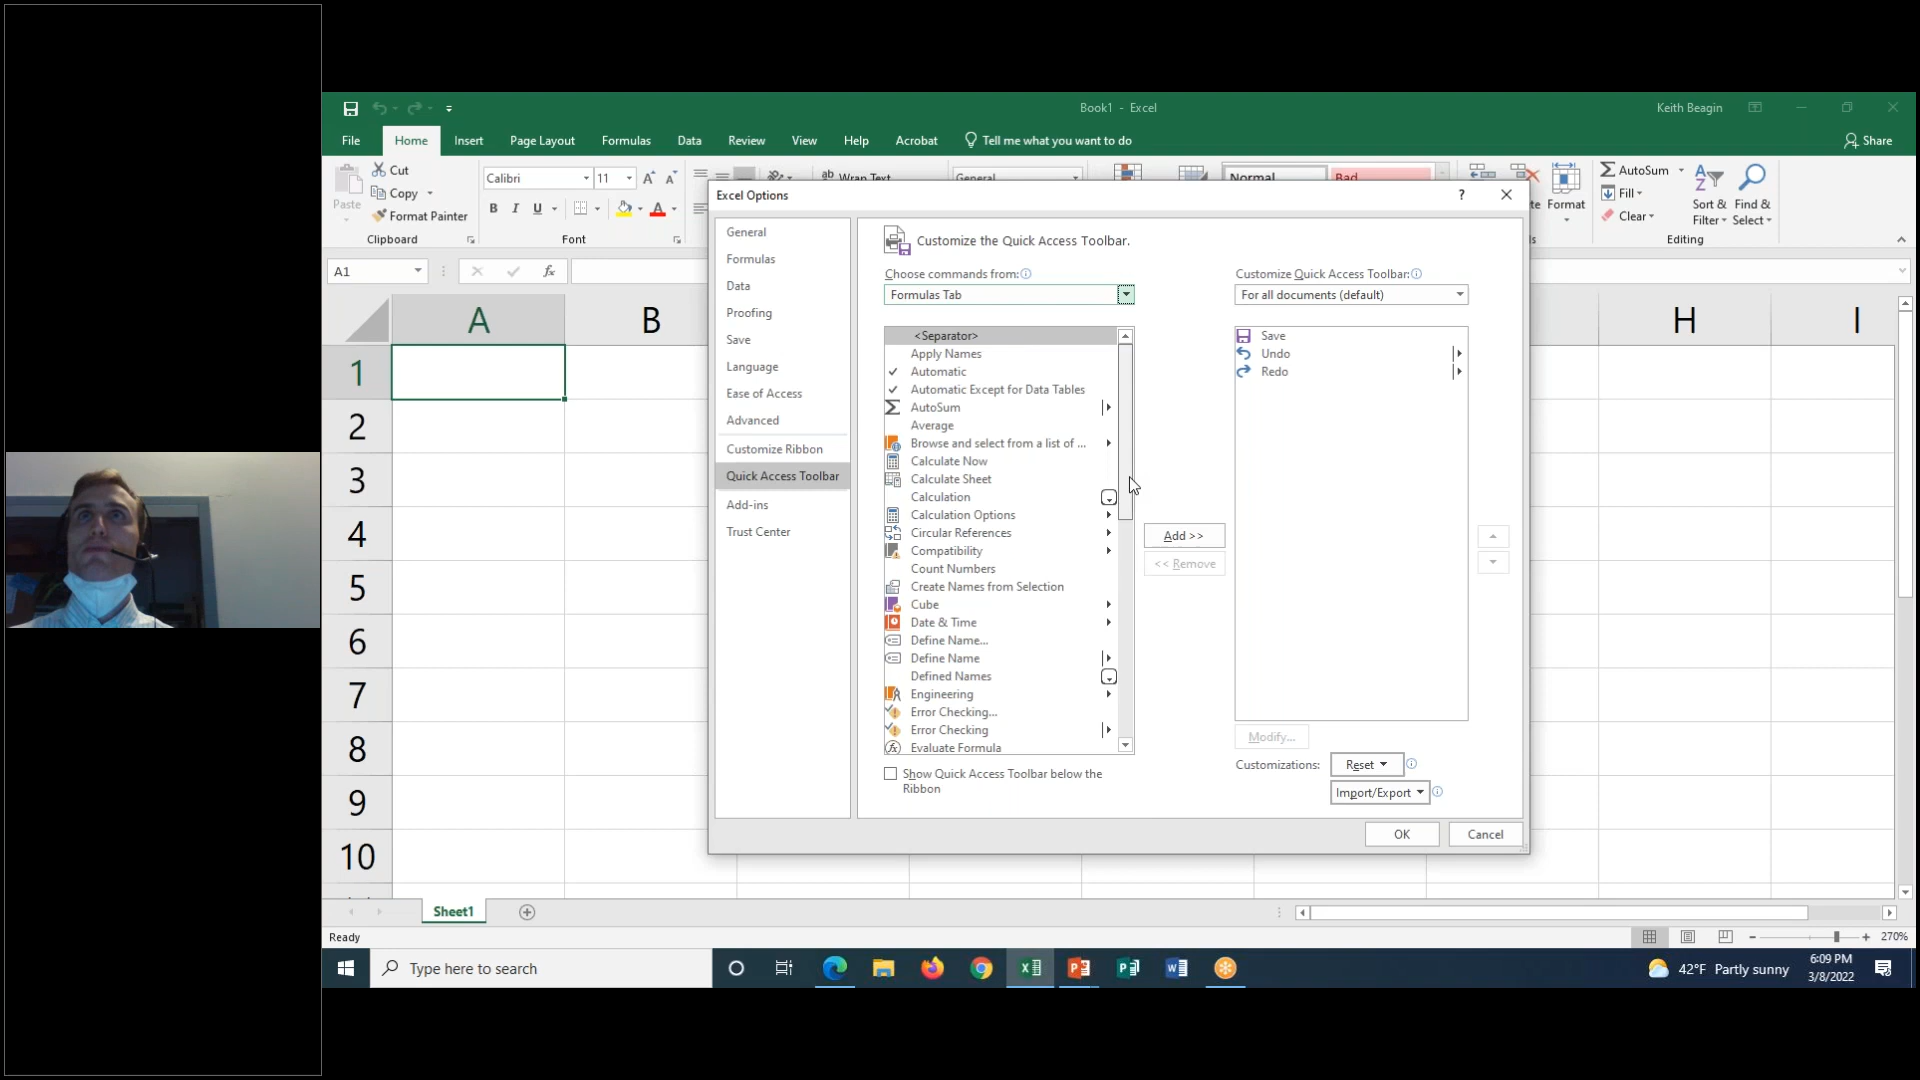 Book1 - Excel
Keith Beagin
File
Home
Insert
Page Layout
Formulas
Data
Review
View
Help
Acrobat
Tell me what you want to do
Share
Paste
Cut
Copy
Format Painter
Clipboard
Calibri
11
B I U
A
Font
ab Wrap Text
General
Normal
Bad
Format
AutoSum
Fill
Clear
Sort & Filter
Find & Select
Editing
A1
fx
A
B
H
I
1
2
3
4
5
6
7
8
9
10
Excel Options
?
General
Formulas
Data
Proofing
Save
Language
Ease of Access
Advanced
Customize Ribbon
Quick Access Toolbar
Add-ins
Trust Center
Customize the Quick Access Toolbar.
Choose commands from:
Formulas Tab
<Separator>
Apply Names
Automatic
Automatic Except for Data Tables
AutoSum
Average
Browse and select from a list of ...
Calculate Now
Calculate Sheet
Calculation
Calculation Options
Circular References
Compatibility
Count Numbers
Create Names from Selection
Cube
Date & Time
Define Name...
Define Name
Defined Names
Engineering
Error Checking...
Error Checking
Evaluate Formula
Show Quick Access Toolbar below the
Ribbon
Add >>
<< Remove
Customize Quick Access Toolbar:
For all documents (default)
Save
Undo
Redo
Modify...
Customizations:
Reset
Import/Export
OK
Cancel
Sheet1
Ready
270%
Type here to search
42°F Partly sunny
6:09 PM
3/8/2022